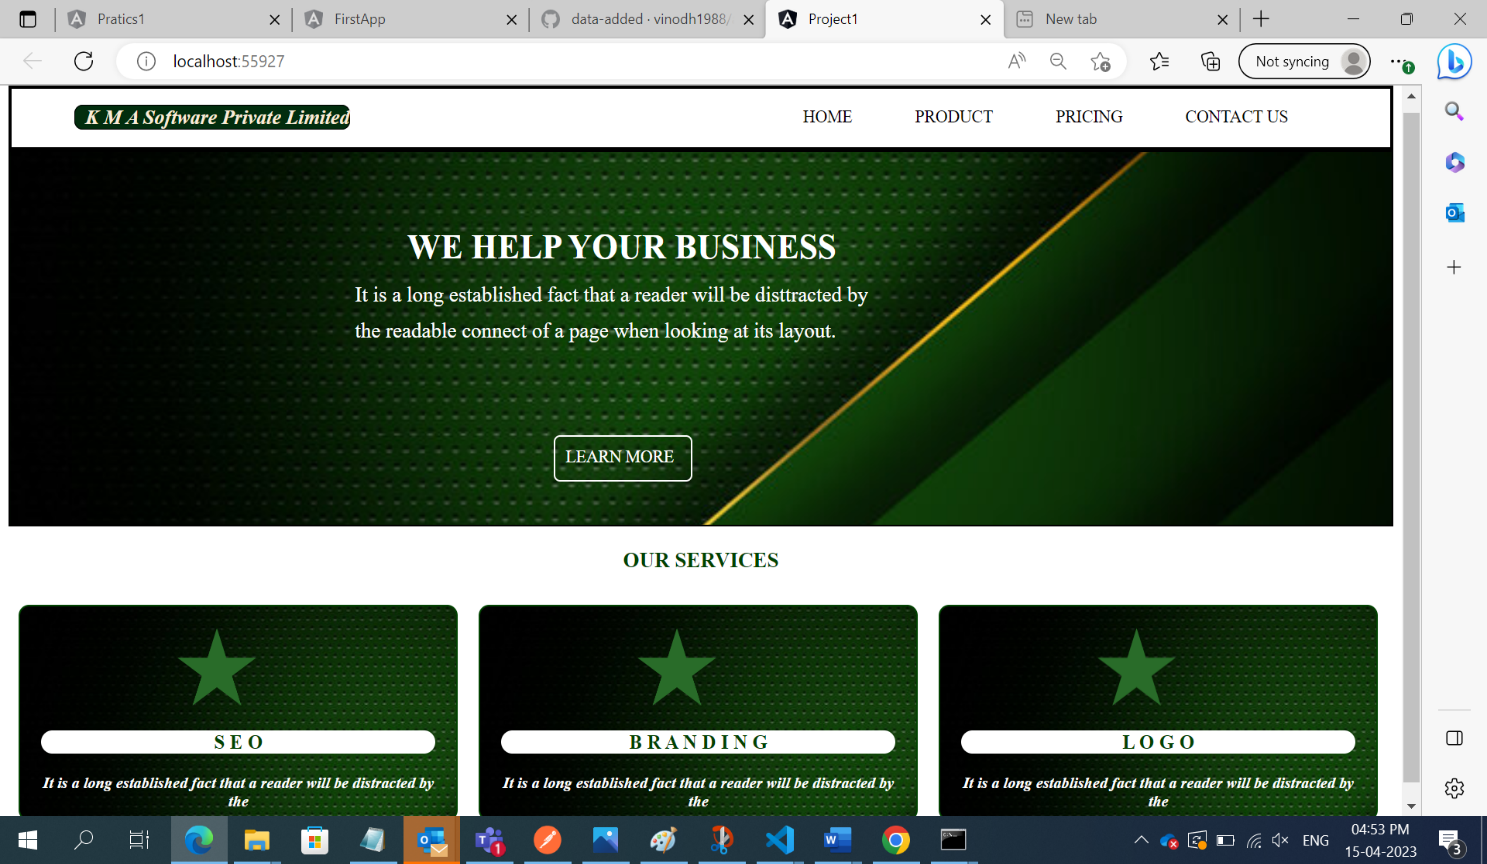 Pratics1
FirstApp
data-added · vinodh1988/
Project1
New tab
localhost:55927
Not syncing
K M A Software Private Limited
HOME
PRODUCT
PRICING
CONTACT US
WE HELP YOUR BUSINESS
It is a long established fact that a reader will be disttracted by
the readable connect of a page when looking at its layout.
LEARN MORE
OUR SERVICES
S E O
It is a long established fact that a reader will be distracted by
the
B R A N D I N G
It is a long established fact that a reader will be distracted by
the
L O G O
It is a long established fact that a reader will be distracted by
the
1
ENG
04:53 PM
15-04-2023
3